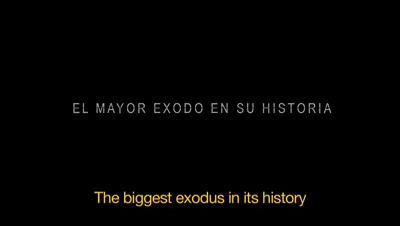 EL MAYOR EXODO EN SU HISTORIA
The biggest exodus in its history